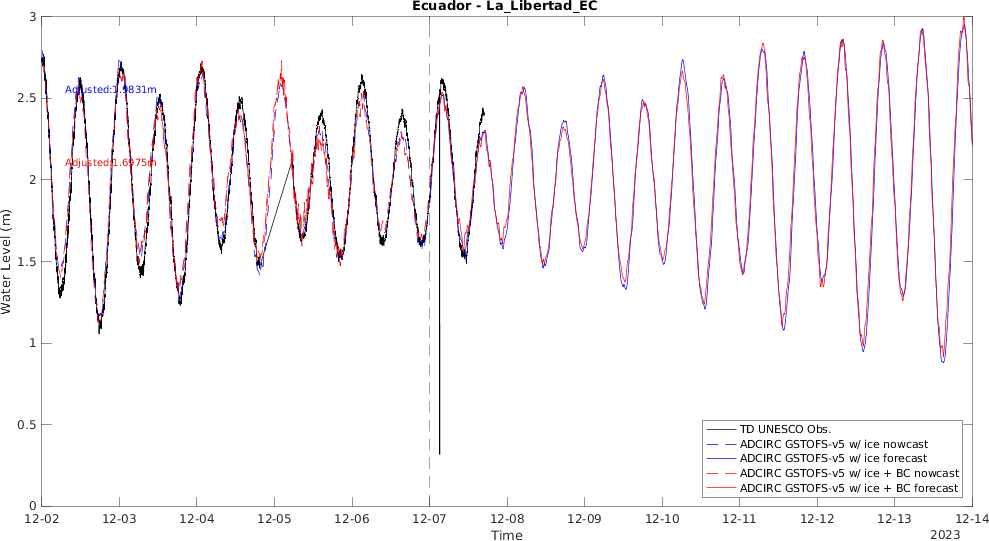 Ecuador - La_Libertad_EC
3
2.5
2
1.5
1
0.5
0
Water Level (m)
Adjusted:1.9831m
Adjusted:1.6975m
TD UNESCO Obs.
ADCIRC GSTOFS-v5 w/ ice nowcast
ADCIRC GSTOFS-v5 w/ ice forecast
ADCIRC GSTOFS-v5 w/ ice + BC nowcast
ADCIRC GSTOFS-v5 w/ ice + BC forecast
12-02 12-03 12-04 12-05 12-06 12-07 12-08 12-09 12-10 12-11 12-12 12-13 12-14
Time
2023